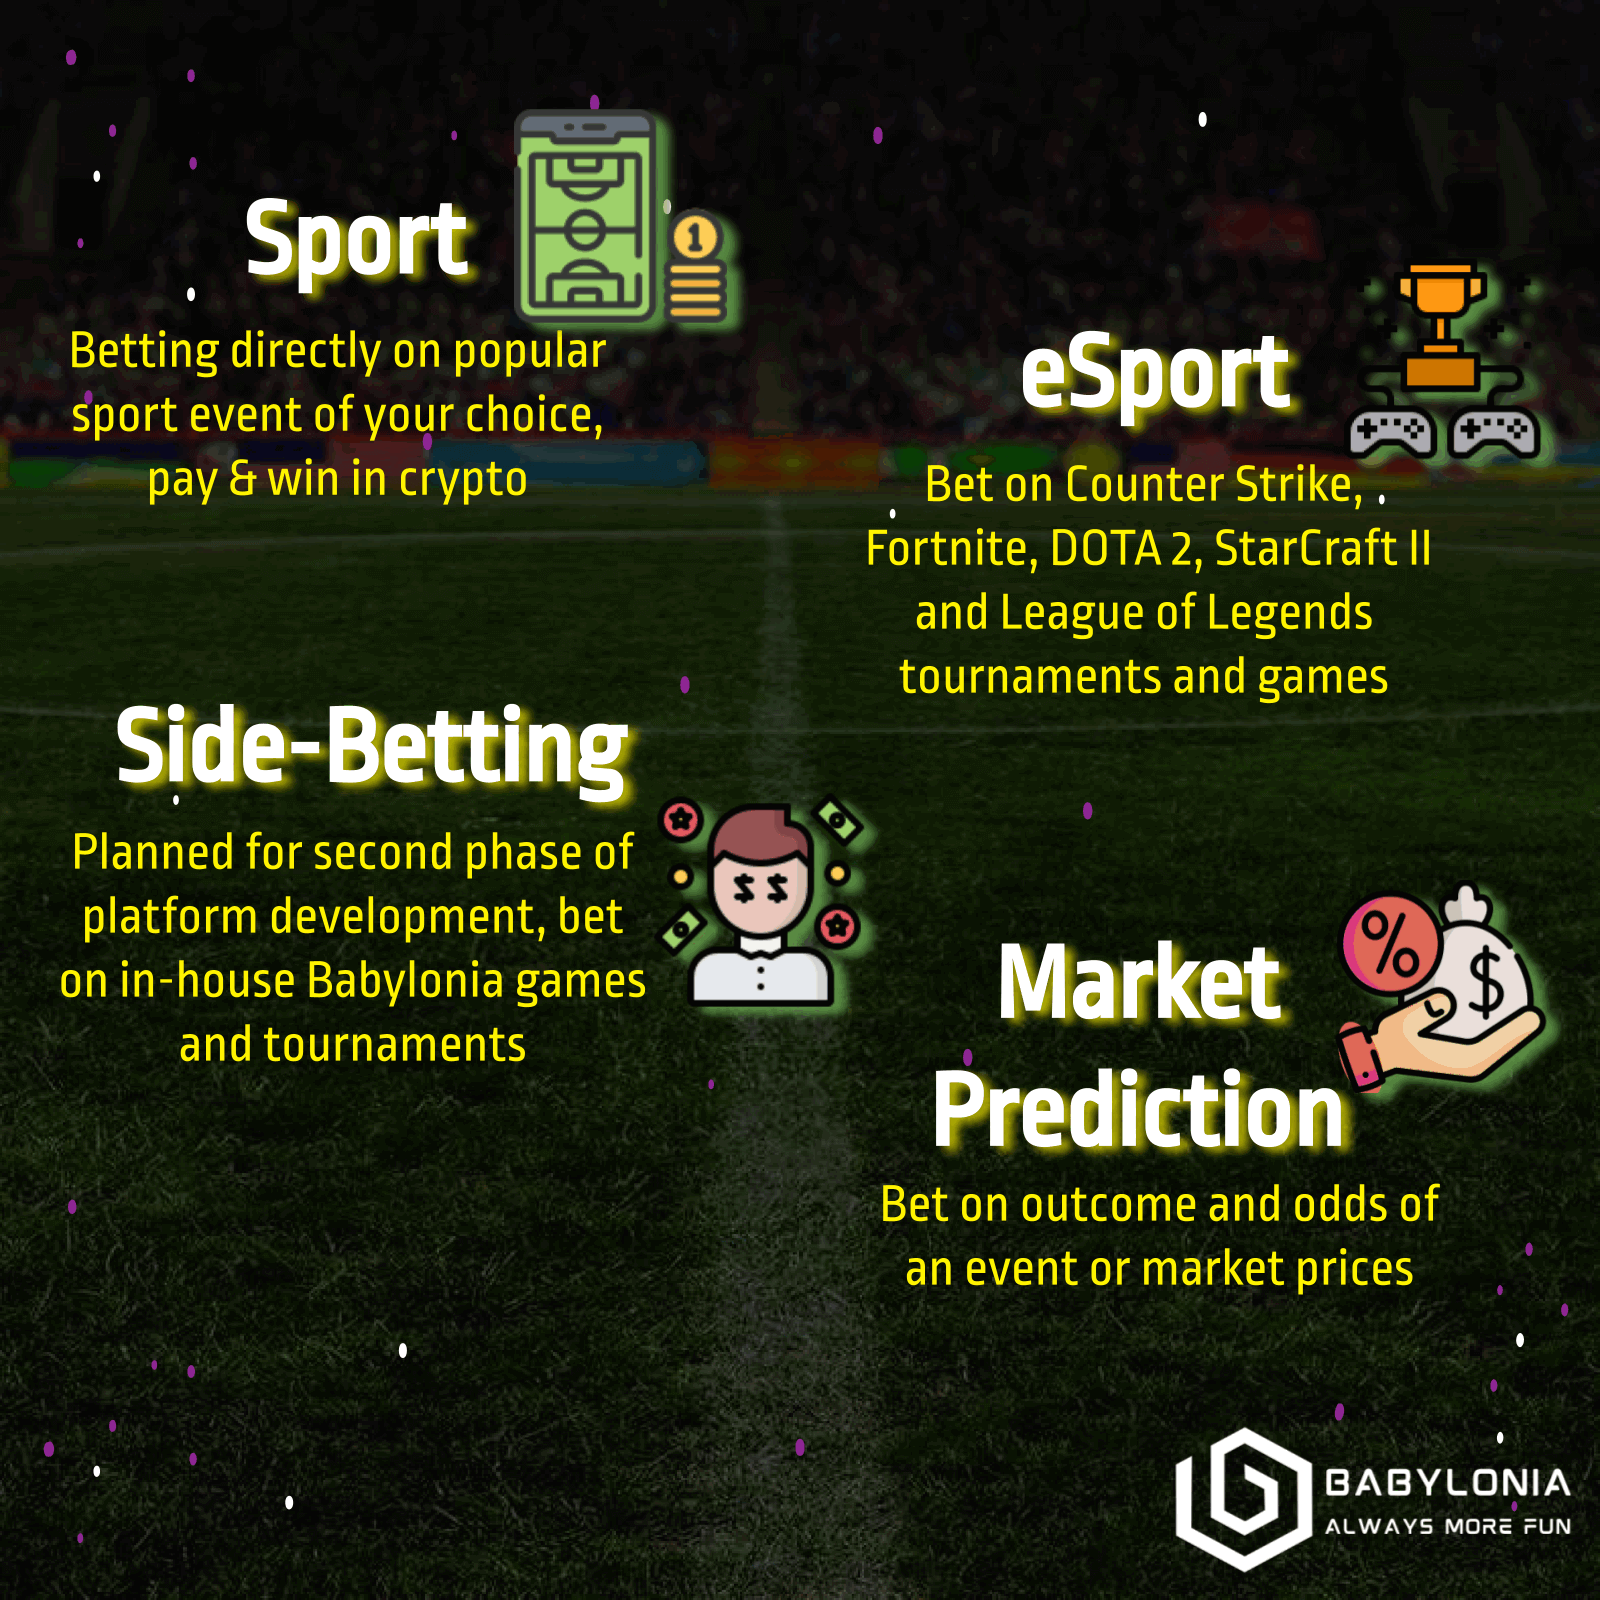 Sport
Betting directly on popular
sport event of your choice,
pay & win in crypto
1
eSport
Bet on Counter Strike,
Fortnite, DOTA 2, StarCraft II
and League of Legends
tournaments and games
Side-Betting
Planned for second phase of
platform development, bet
on in-house Babylonia games
and tournaments
$ $
Market
Prediction
%
$
Bet on outcome and odds of
an event or market prices
BABYLONIA
ALWAYS MORE FUN